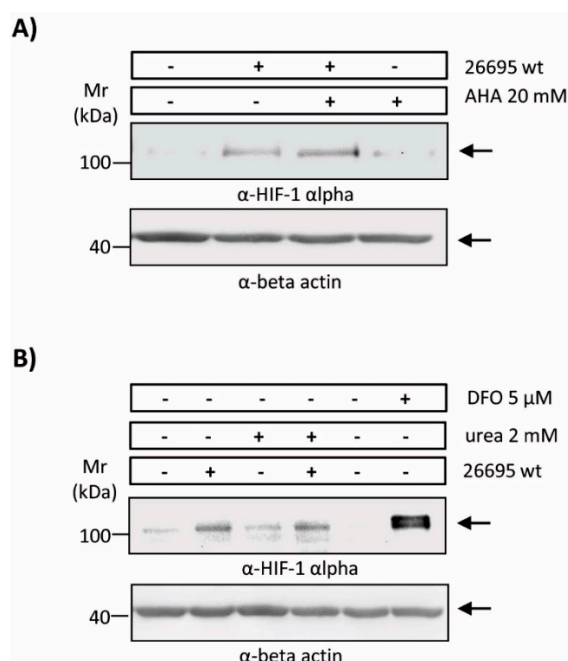 A)
- + + - 26695 wt
- - + + AHA 20 mM
Mr
(kDa)
100
α-HIF-1 αlpha
40
α-beta actin
B)
- - - - - + DFO 5 μM
- - + + - - urea 2 mM
- + - + - - 26695 wt
Mr
(kDa)
100
α-HIF-1 αlpha
40
α-beta actin